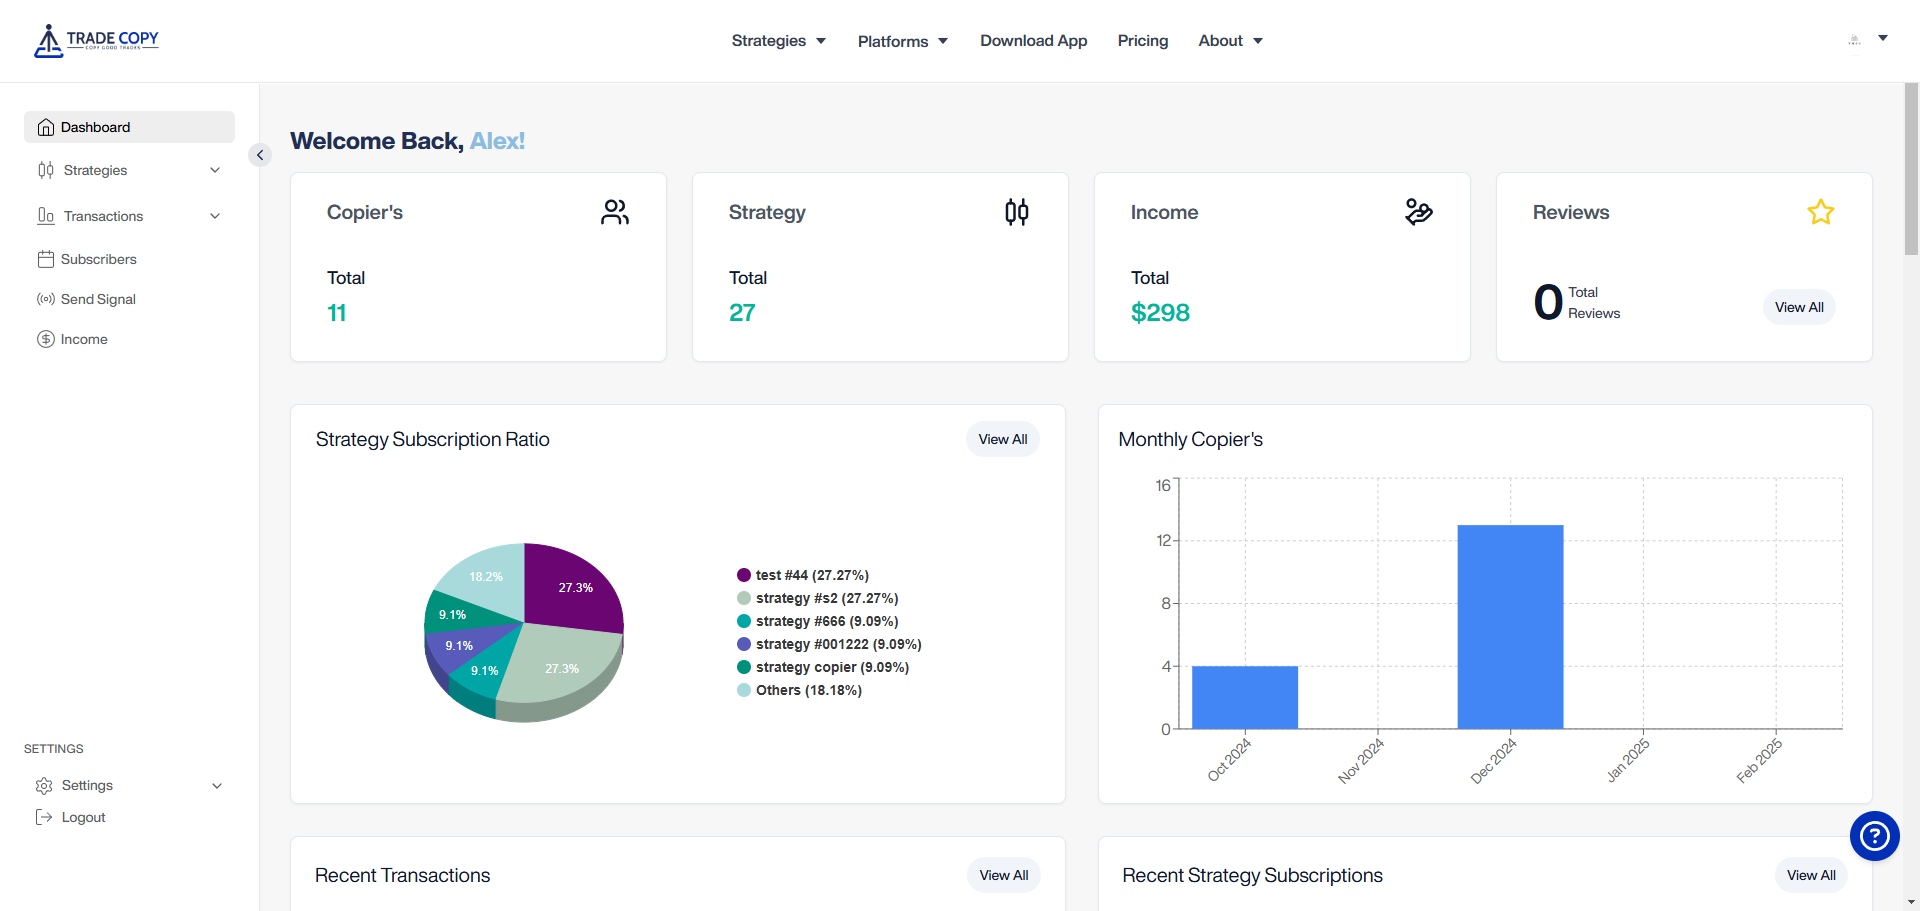 TRADE COPY
COPY GOOD TRADES
Strategies
Platforms
Download App
Pricing
About
Dashboard
Strategies
Transactions
Subscribers
Send Signal
Income
SETTINGS
Settings
Logout
Welcome Back, Alex!
Copier's
Total
11
Strategy
Total
27
Income
Total
$298
Reviews
0
Total
Reviews
View All
Strategy Subscription Ratio
View All
18.2%
27.3%
9.1%
9.1%
9.1%
27.3%
test #44 (27.27%)
strategy #s2 (27.27%)
strategy #666 (9.09%)
strategy #001222 (9.09%)
strategy copier (9.09%)
Others (18.18%)
Monthly Copier's
16
12
8
4
0
Oct 2024
Nov 2024
Dec 2024
Jan 2025
Feb 2025
Recent Transactions
View All
Recent Strategy Subscriptions
View All